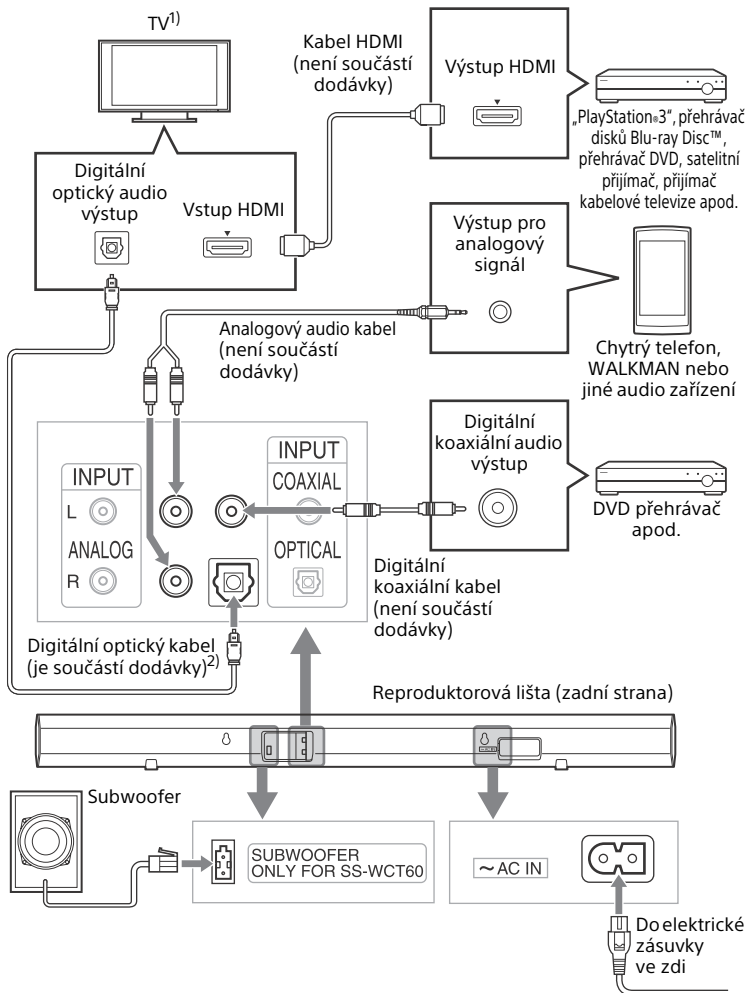 TV1)
Kabel HDMI
(není součástí
dodávky)
Výstup HDMI
„PlayStation®3“, přehrávač
disků Blu-ray Disc™,
přehrávač DVD, satelitní
přijímač, přijímač
kabelové televize apod.
Digitální
optický audio
výstup
Vstup HDMI
Výstup pro
analogový
signál
Analogový audio kabel
(není součástí
dodávky)
Chytrý telefon,
WALKMAN nebo
jiné audio zařízení
INPUT
L
ANALOG
R
INPUT
COAXIAL
OPTICAL
Digitální
koaxiální audio
výstup
DVD přehrávač
apod.
Digitální
koaxiální kabel
(není součástí
dodávky)
Digitální optický kabel
(je součástí dodávky)2)
Reproduktorová lišta (zadní strana)
Subwoofer
SUBWOOFER
ONLY FOR SS-WCT60
~ AC IN
Do elektrické
zásuvky
ve zdi